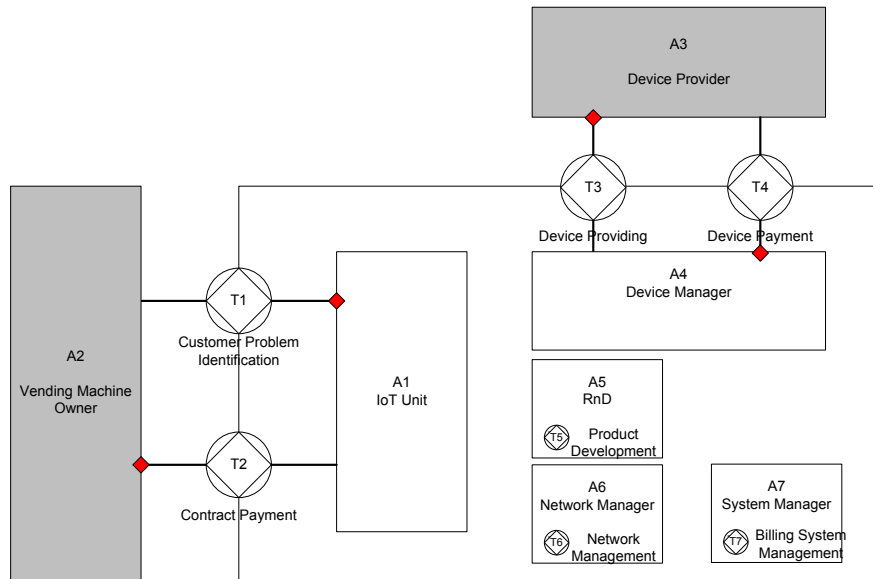 A3
Device Provider
T3
T4
Device Providing
Device Payment
A4
Device Manager
T1
Customer Problem
Identification
A2
Vending Machine
Owner
A1
IoT Unit
T2
Contract Payment
A5
RnD
T5
Product
Development
A6
Network Manager
T6
Network
Management
A7
System Manager
T7
Billing System
Management